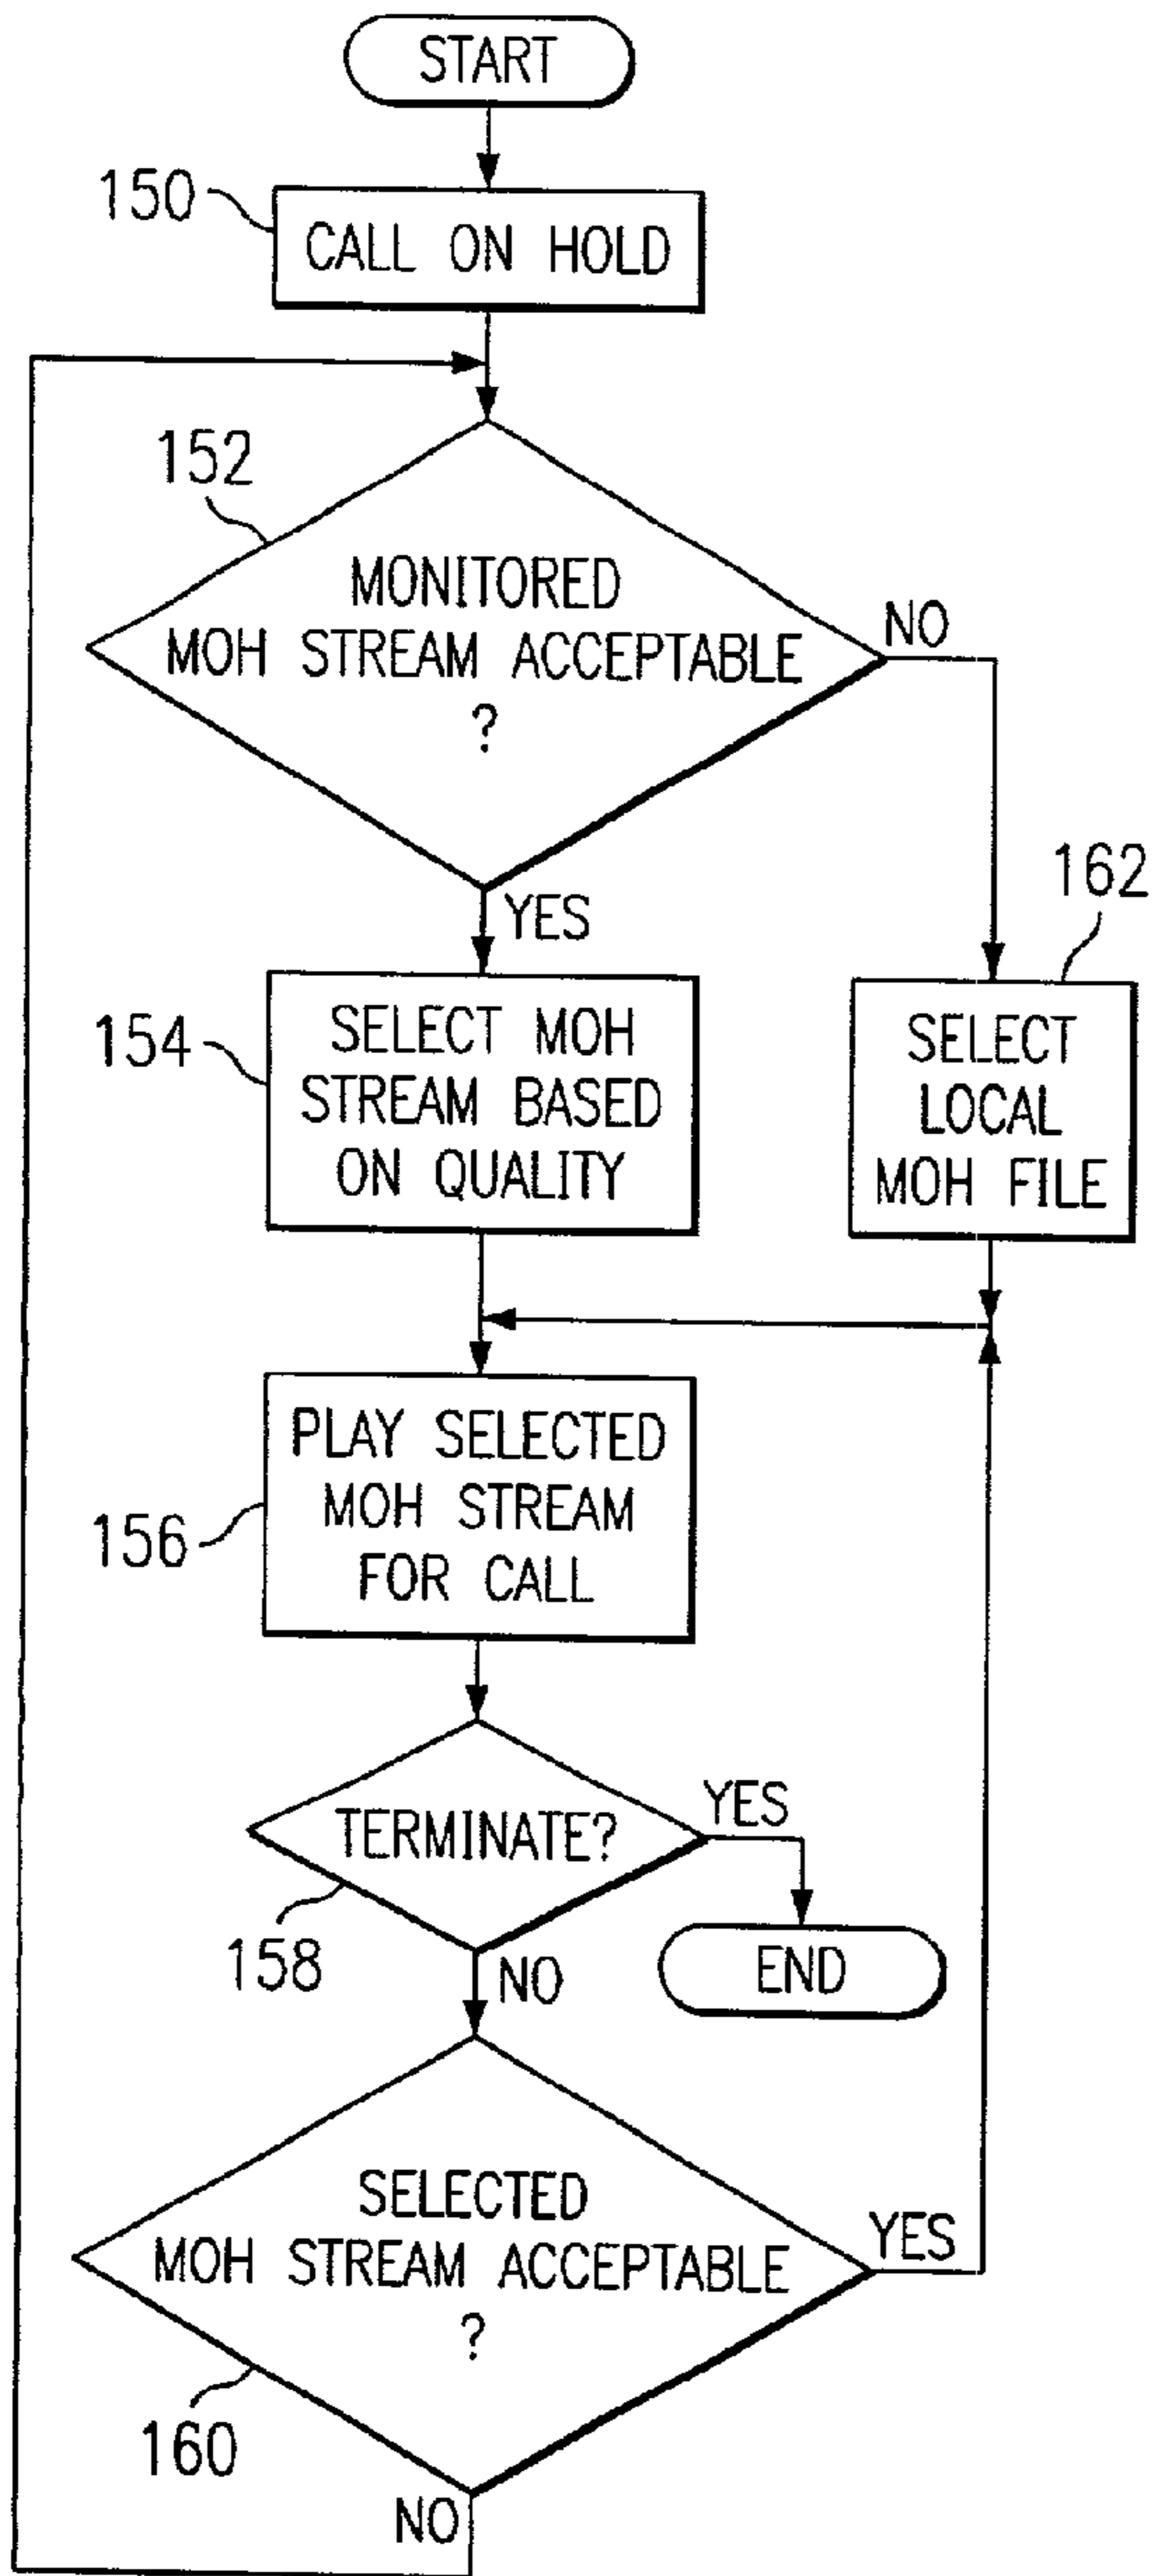 START
150
CALL ON HOLD
152
MONITORED
MOH STREAM ACCEPTABLE
?
NO
YES
162
154
SELECT MOH
STREAM BASED
ON QUALITY
SELECT
LOCAL
MOH FILE
156
PLAY SELECTED
MOH STREAM
FOR CALL
TERMINATE?
YES
158
NO
END
SELECTED
MOH STREAM ACCEPTABLE
?
YES
160
NO